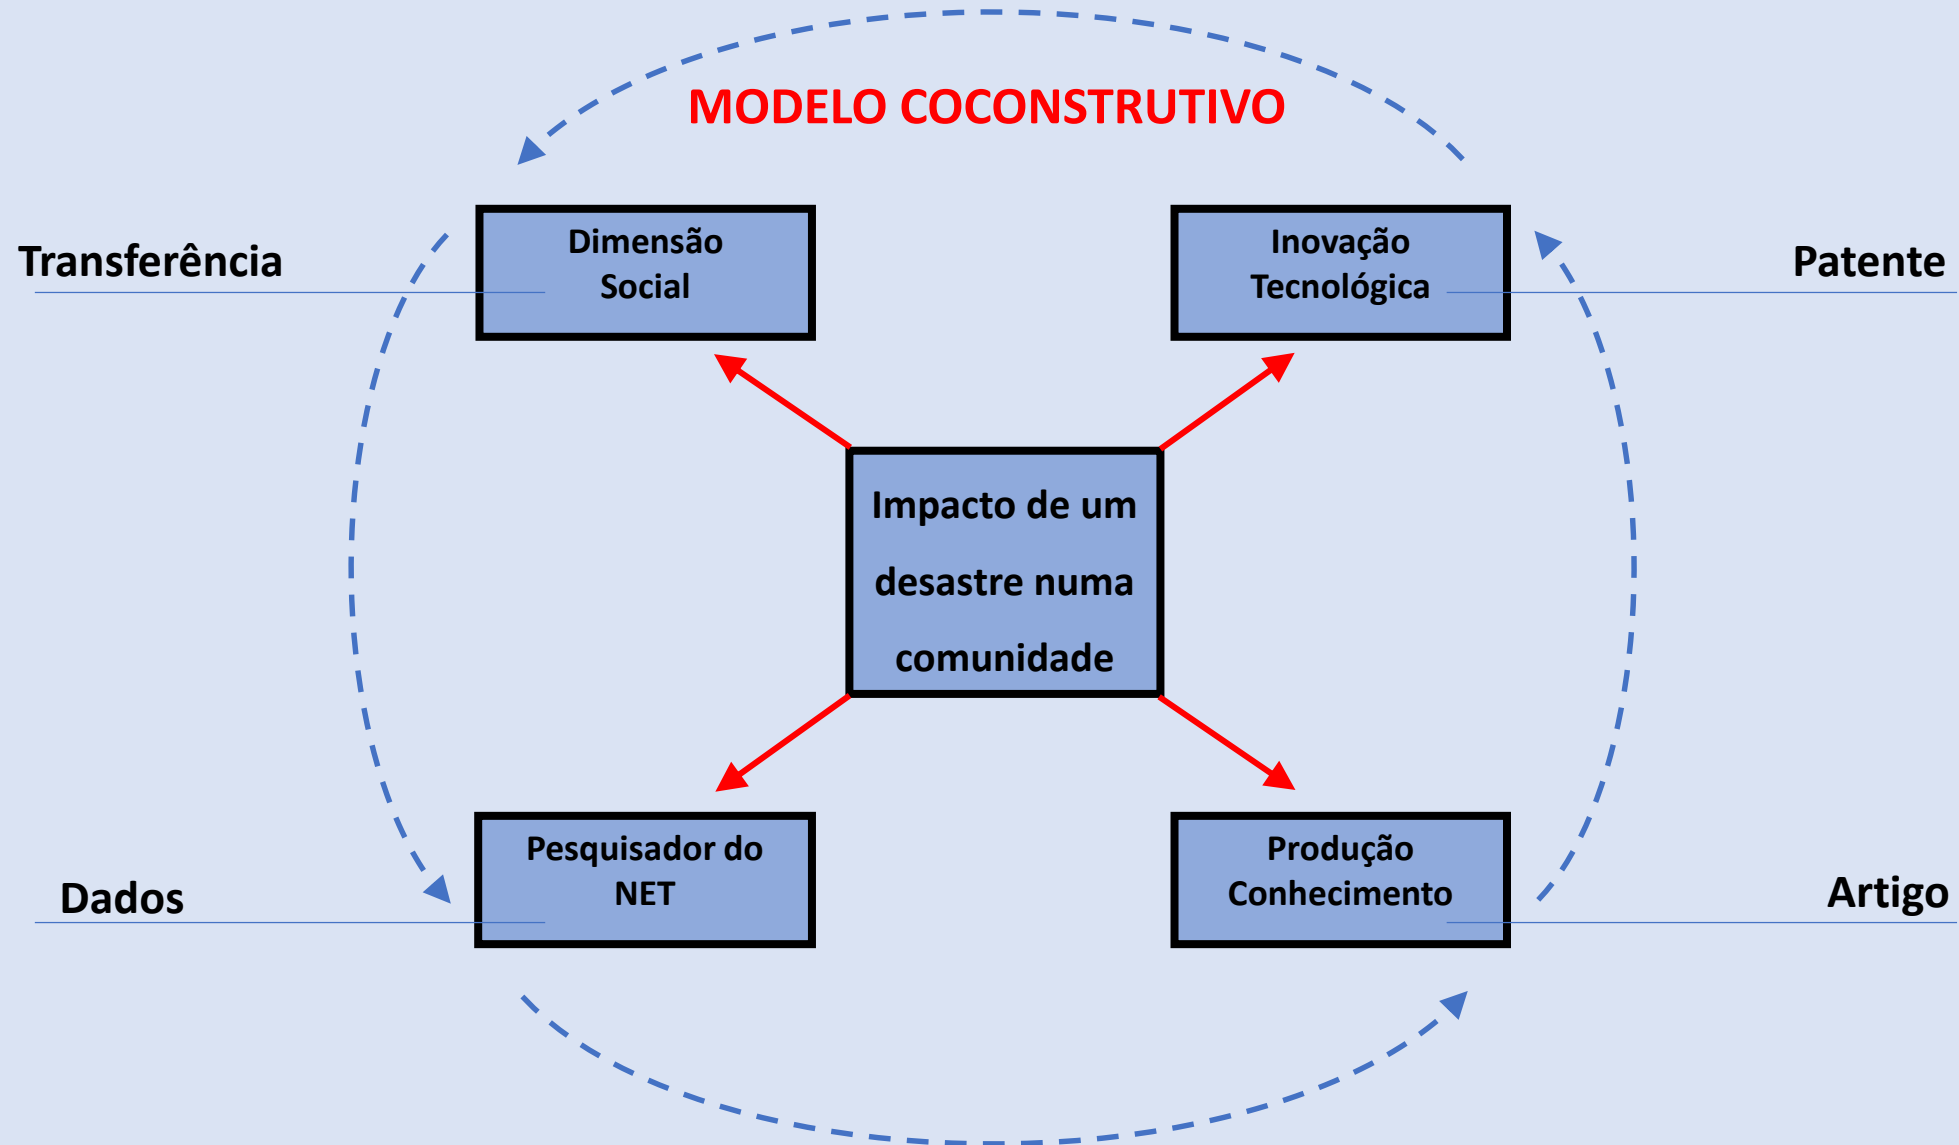 MODELO COCONSTRUTIVO
Transferência
Dimensão
Social
Inovação
Tecnológica
Patente
Impacto de um
desastre numa
comunidade
Dados
Pesquisador do
NET
Produção
Conhecimento
Artigo